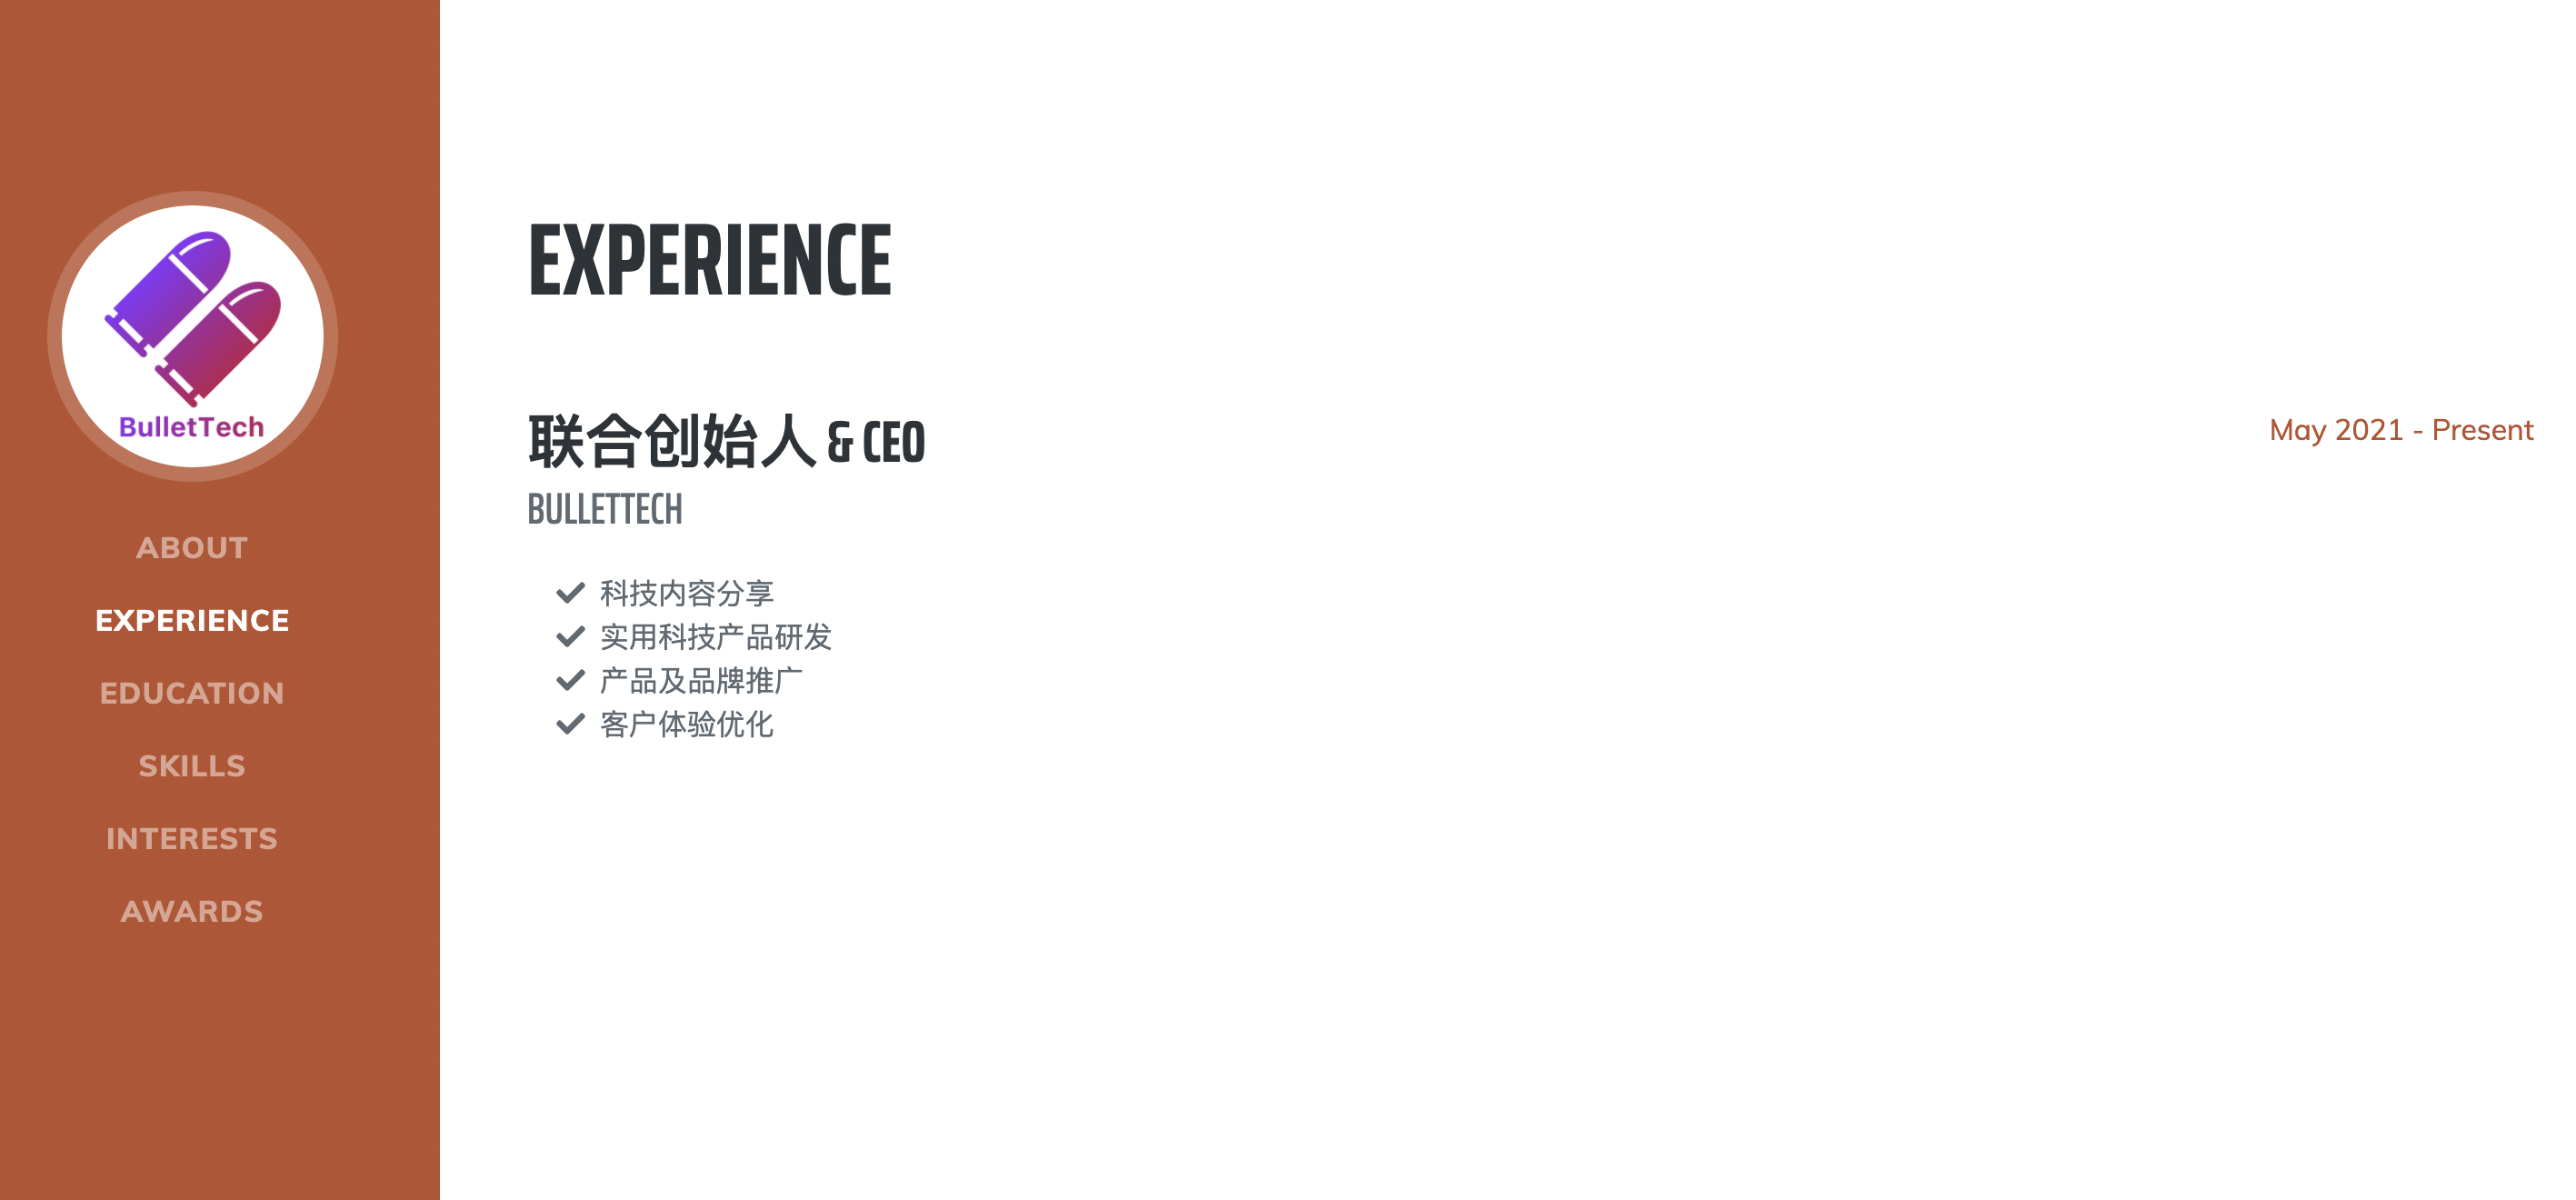 BulletTech
ABOUT
EXPERIENCE
EDUCATION
SKILLS
INTERESTS
AWARDS
EXPERIENCE
联合创始人 & CEO
May 2021 - Present
BULLETTECH
科技内容分享
实用科技产品研发
产品及品牌推广
客户体验优化